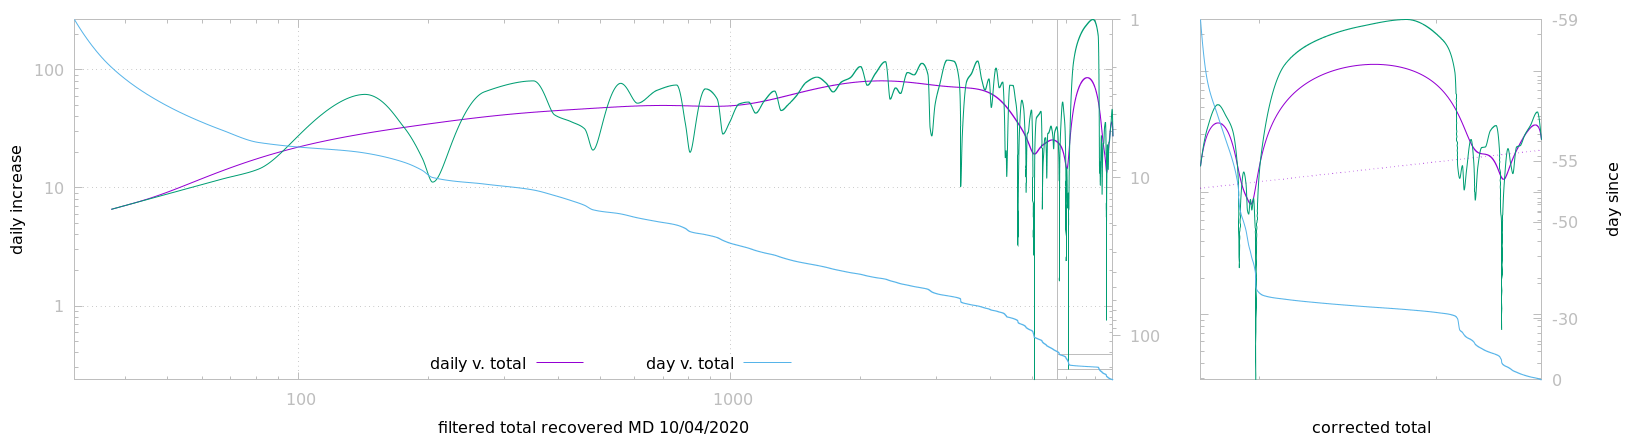 daily increase
100
10
1
100
1000
filtered total recovered MD 10/04/2020
daily v. total
day v. total
1
10
100
-59
-55
-50
-30
0
day since
corrected total